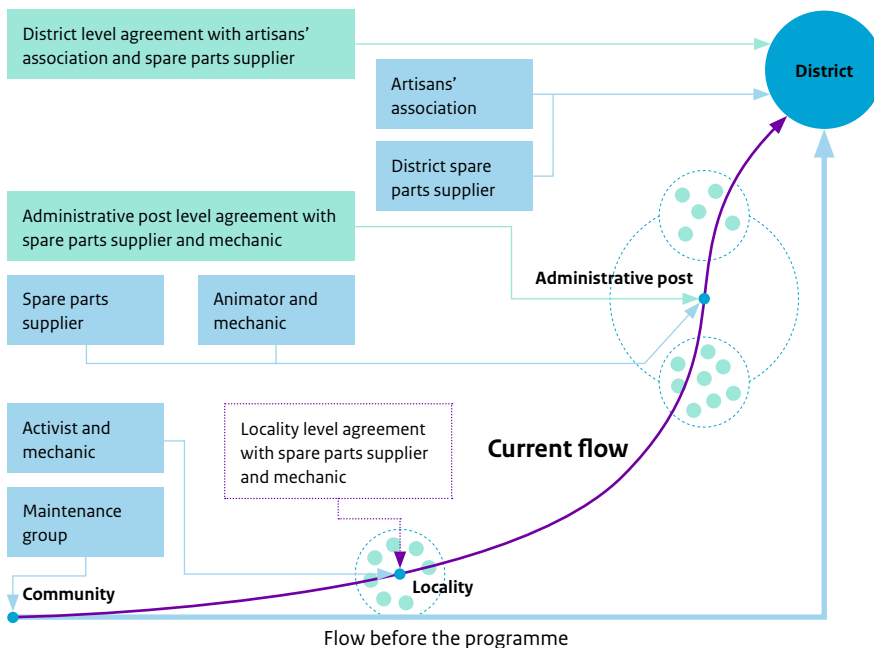 District level agreement with artisans’
association and spare parts supplier
District
Artisans’
association
District spare
parts supplier
Administrative post level agreement with
spare parts supplier and mechanic
Administrative post
Spare parts
supplier
Animator and
mechanic
Activist and
mechanic
Locality level agreement
with spare parts supplier
and mechanic
Current flow
Maintenance
group
Community
Locality
Flow before the programme